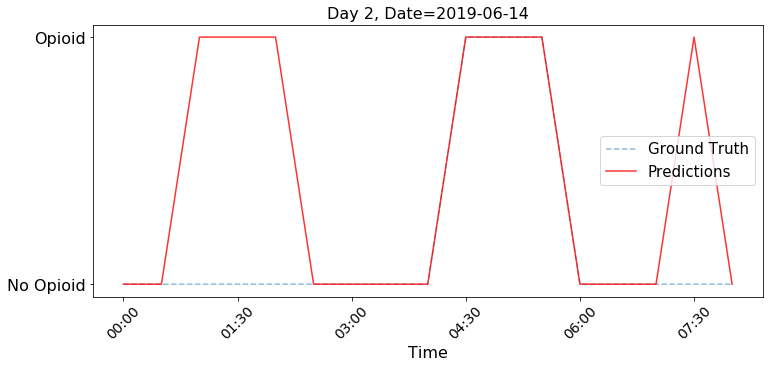 Day 2, Date=2019-06-14
Opioid
No Opioid
Ground Truth
Predictions
00:00
01:30
03:00
04:30
06:00
07:30
Time